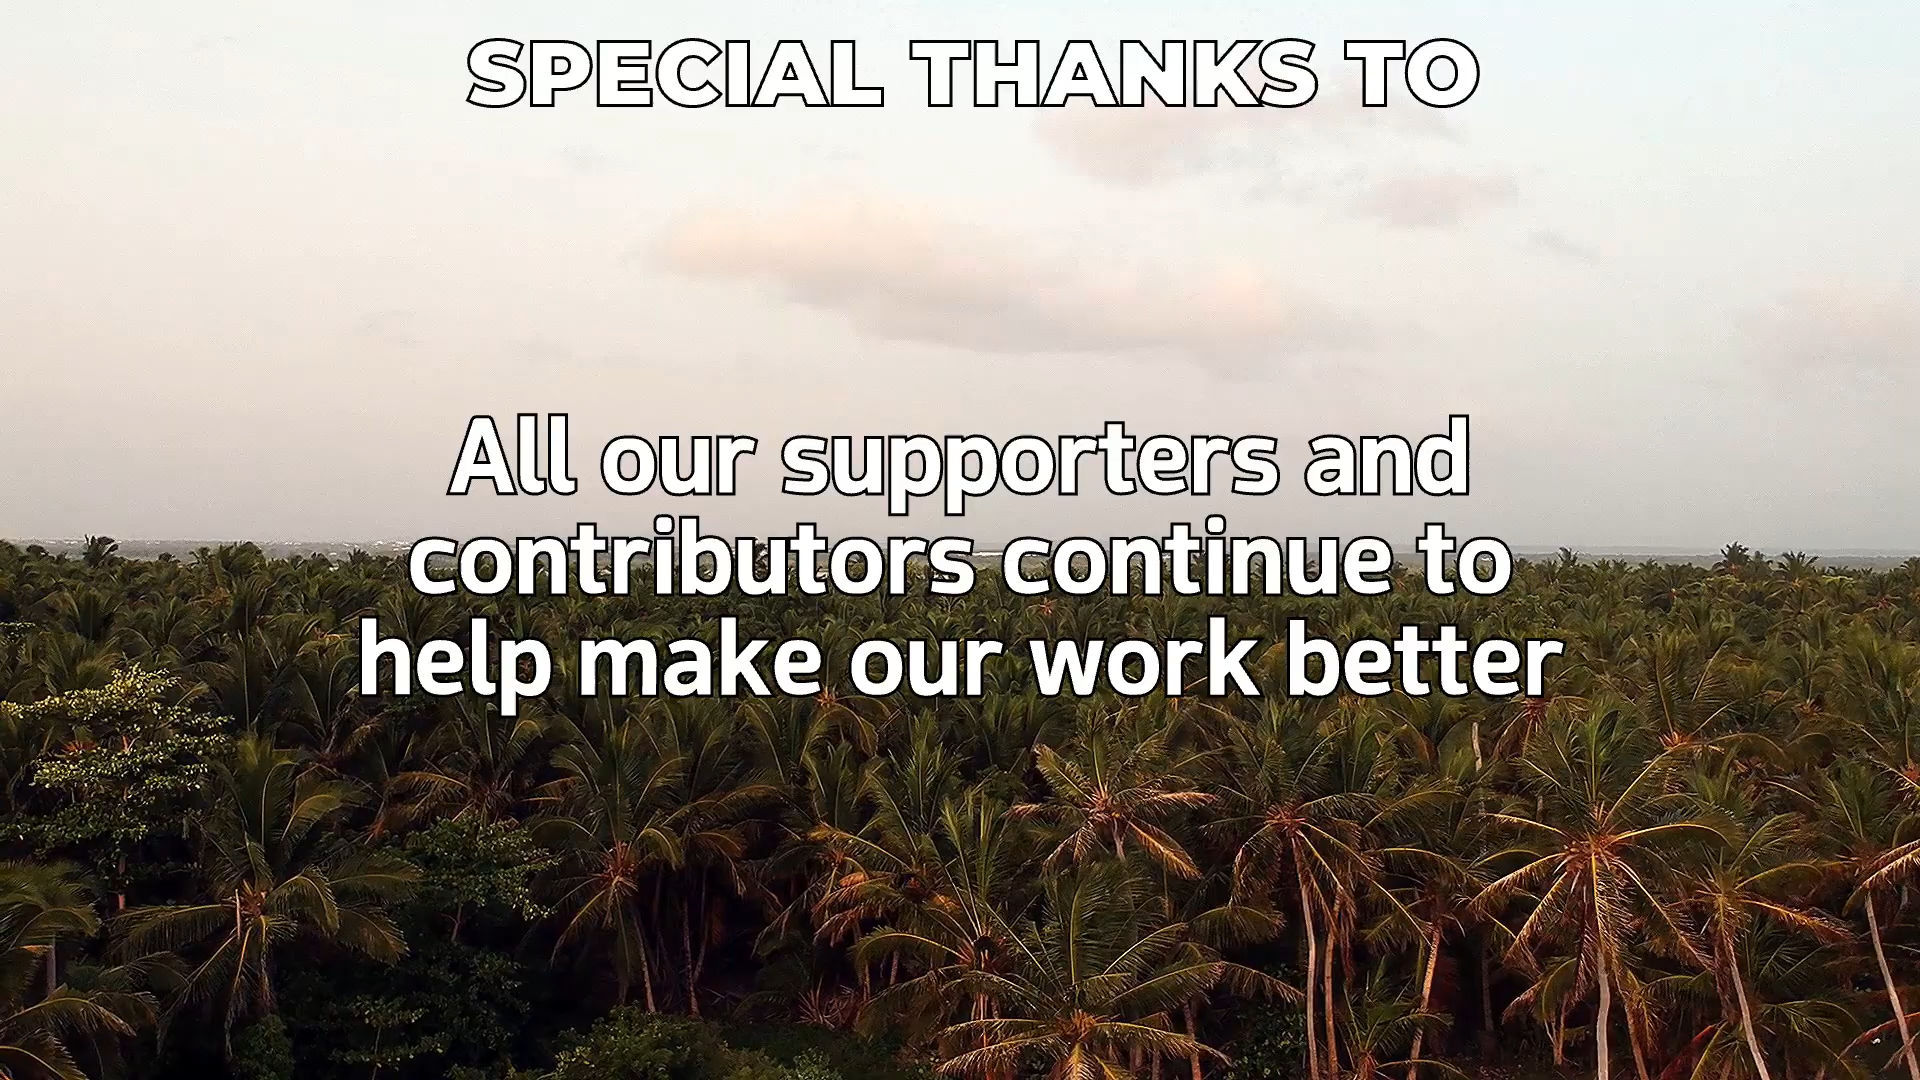 SPECIAL THANKS TO
All our supporters and
contributors continue to
help make our work better